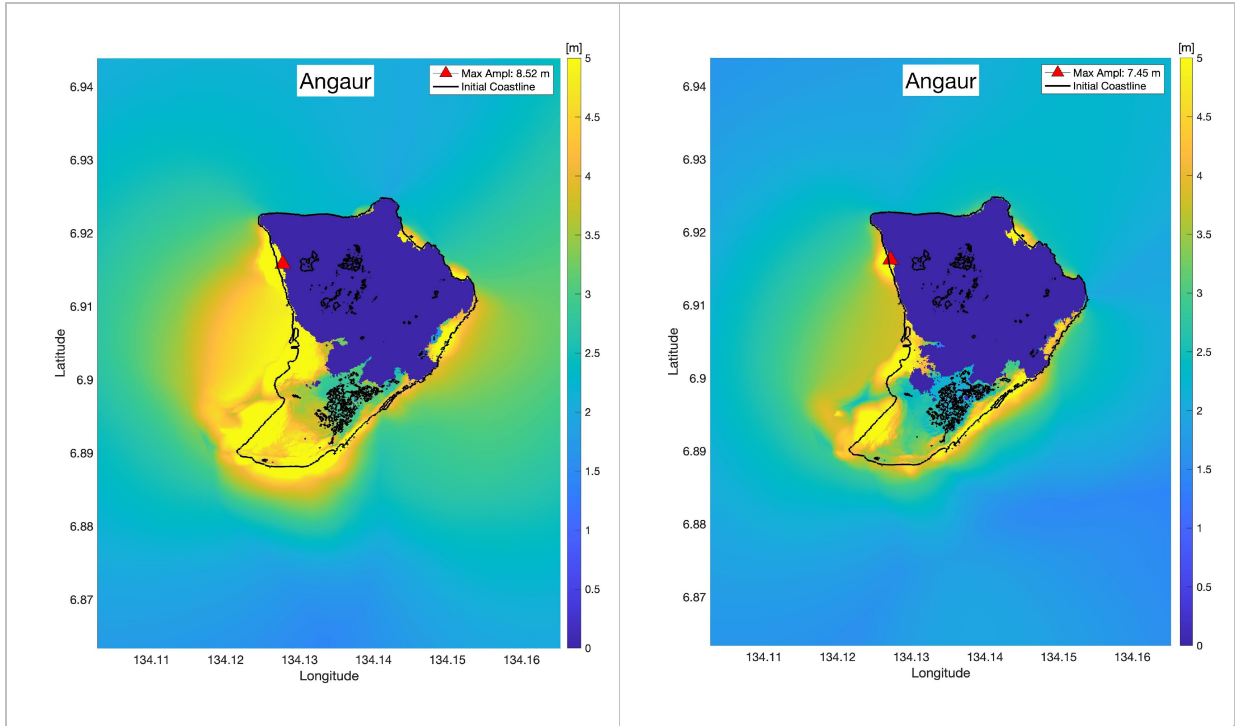 [m]
Angaur
Max Ampl: 8.52 m
Initial Coastline
5
4.5
4
3.5
3
2.5
2
1.5
1
0.5
0
6.94
6.93
6.92
6.91
6.9
6.89
6.88
6.87
Latitude
134.11 134.12 134.13 134.14 134.15 134.16
Longitude
[m]
Angaur
Max Ampl: 7.45 m
Initial Coastline
5
4.5
4
3.5
3
2.5
2
1.5
1
0.5
0
6.94
6.93
6.92
6.91
6.9
6.89
6.88
6.87
Latitude
134.11 134.12 134.13 134.14 134.15 134.16
Longitude